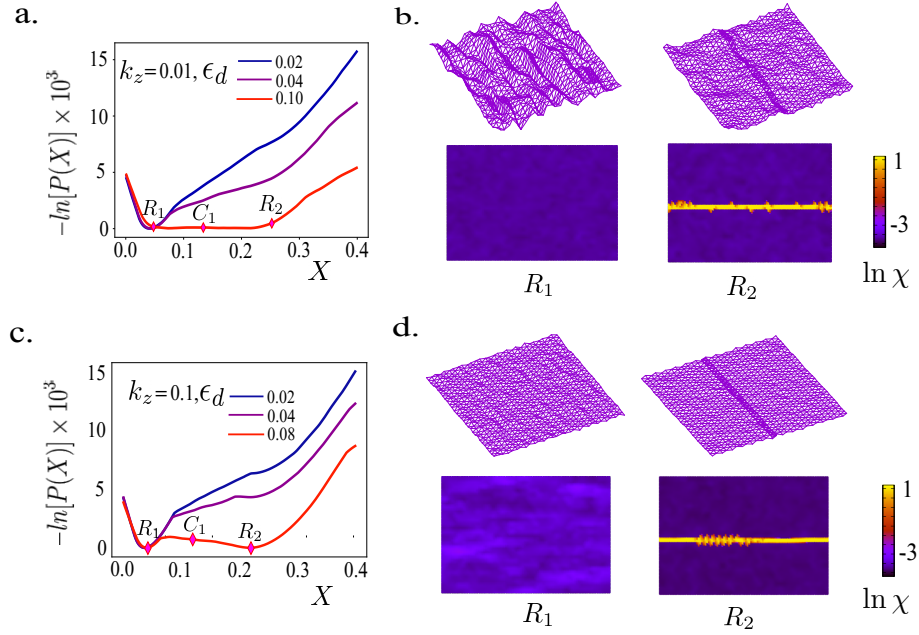 a.
b.
15
10
5
0
−ln[P(X)] × 10³
k_z = 0.01, ϵ_d
0.02
0.04
0.10
R₁
C₁
R₂
0.0 0.1 0.2 0.3 0.4
X
1
-3
ln χ
R₁
R₂
c.
d.
15
10
5
0
−ln[P(X)] × 10³
k_z = 0.1, ϵ_d
0.02
0.04
0.08
R₁
C₁
R₂
0.0 0.1 0.2 0.3 0.4
X
1
-3
ln χ
R₁
R₂